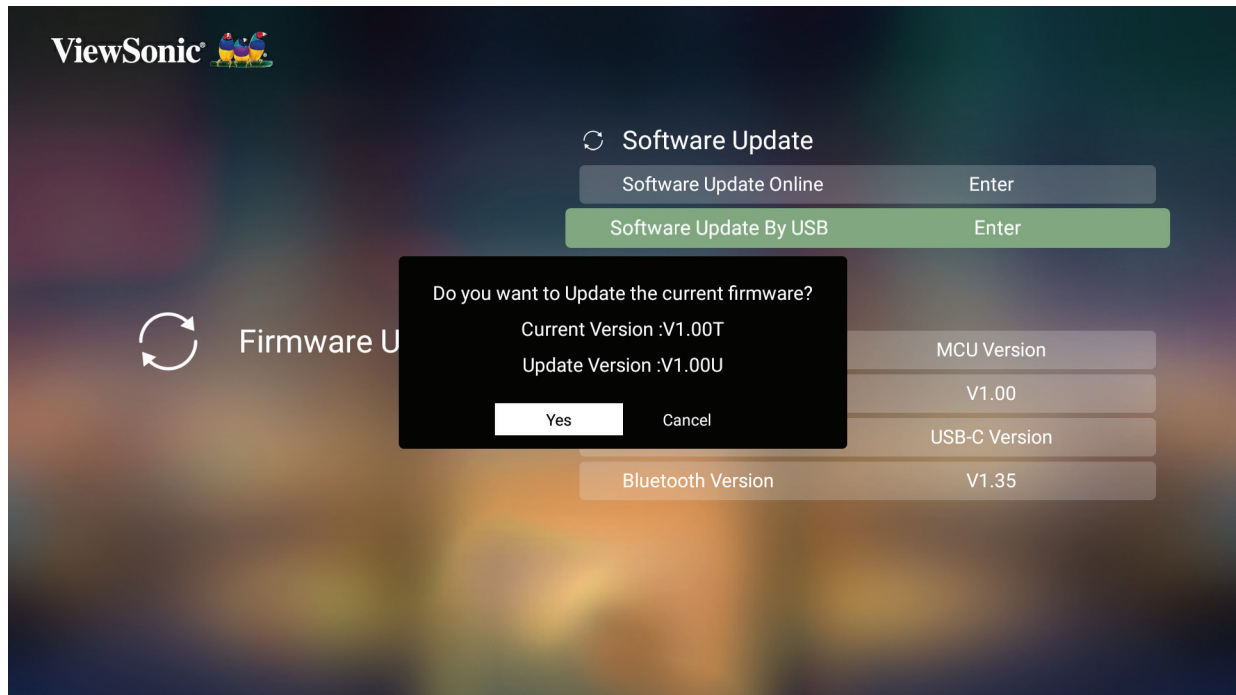 ViewSonic®
Software Update
Software Update Online Enter
Software Update By USB Enter
Do you want to Update the current firmware?
Current Version :V1.00T
Update Version :V1.00U
Yes Cancel
Firmware U
MCU Version
V1.00
USB-C Version
Bluetooth Version V1.35